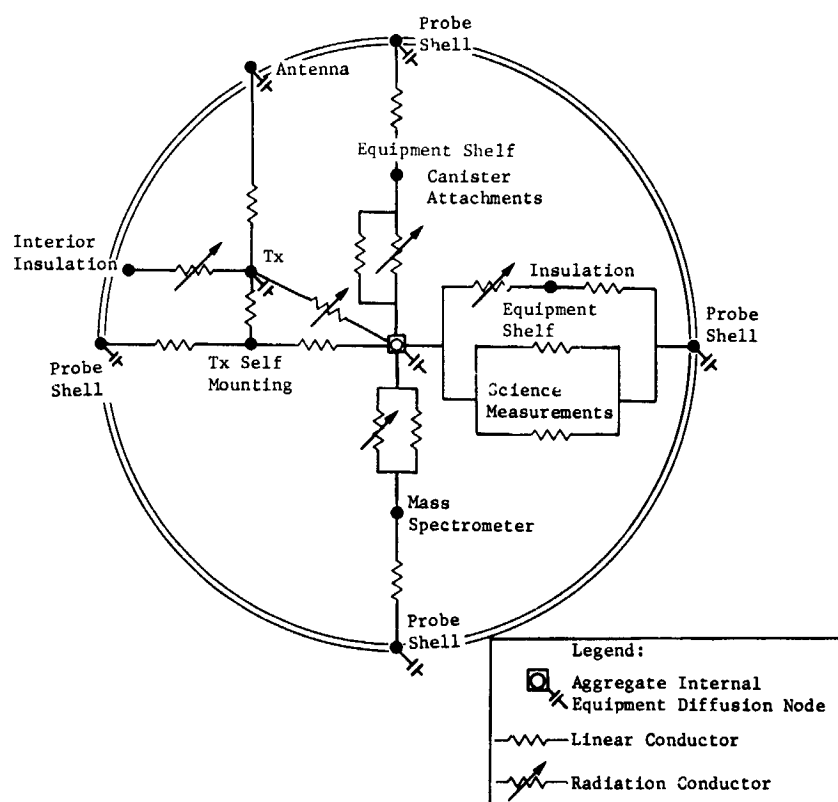 Probe
Shell
Antenna
Equipment Shelf
Canister
Attachments
Interior
Insulation
Tx
Insulation
Equipment
Shelf
Probe
Shell
Probe
Shell
Tx Self
Mounting
Science
Measurements
Mass
Spectrometer
Probe
Shell
Legend:
Aggregate Internal
Equipment Diffusion Node
Linear Conductor
Radiation Conductor